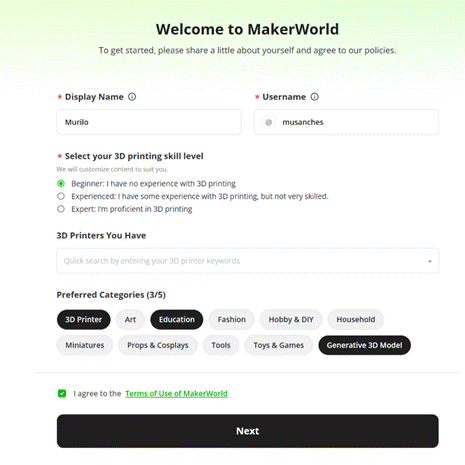 Welcome to MakerWorld
To get started, please share a little about yourself and agree to our policies.
* Display Name
* Username
Murilo
@ musanches
* Select your 3D printing skill level
We will customize content to suit you.
Beginner: I have no experience with 3D printing
Experienced: I have some experience with 3D printing, but not very skilled.
Expert: I'm proficient in 3D printing
3D Printers You Have
Quick search by entering your 3D printer keywords
Preferred Categories (3/5)
3D Printer Art Education Fashion Hobby & DIY Household
Miniatures Props & Cosplays Tools Toys & Games Generative 3D Model
I agree to the Terms of Use of MakerWorld
Next